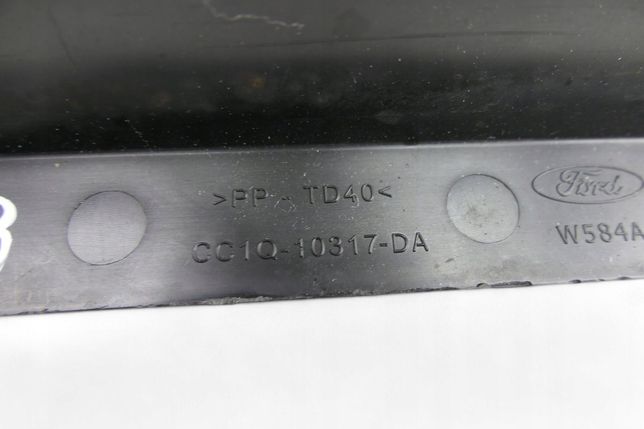 >PP - TD40<
CC1Q-10317-DA
Ford
W584A